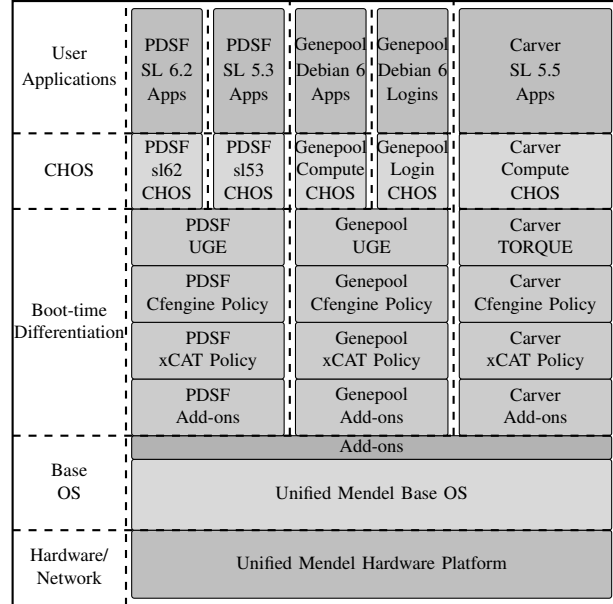 User
Applications
PDSF
SL 6.2
Apps
PDSF
SL 5.3
Apps
Genepool
Debian 6
Apps
Genepool
Debian 6
Logins
Carver
SL 5.5
Apps
CHOS
PDSF
sl62
CHOS
PDSF
sl53
CHOS
Genepool
Compute
CHOS
Genepool
Login
CHOS
Carver
Compute
CHOS
Boot-time
Differentiation
PDSF
UGE
Genepool
UGE
Carver
TORQUE
PDSF
Cfengine Policy
Genepool
Cfengine Policy
Carver
Cfengine Policy
PDSF
xCAT Policy
Genepool
xCAT Policy
Carver
xCAT Policy
PDSF
Add-ons
Genepool
Add-ons
Carver
Add-ons
Base
OS
Add-ons
Unified Mendel Base OS
Hardware/
Network
Unified Mendel Hardware Platform